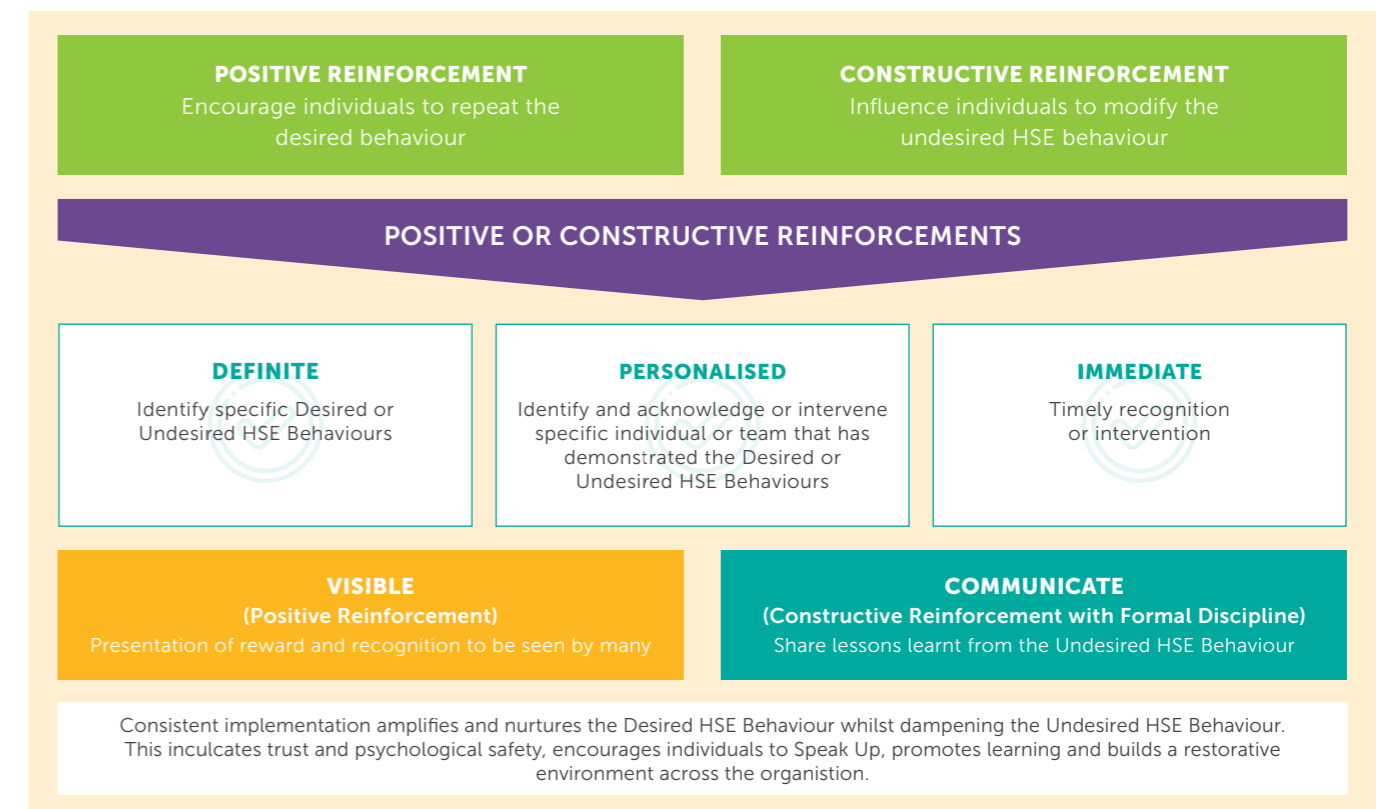 POSITIVE REINFORCEMENT
Encourage individuals to repeat the
desired behaviour
CONSTRUCTIVE REINFORCEMENT
Influence individuals to modify the
undesired HSE behaviour
POSITIVE OR CONSTRUCTIVE REINFORCEMENTS
DEFINITE
Identify specific Desired or
Undesired HSE Behaviours
PERSONALISED
Identify and acknowledge or intervene
specific individual or team that has
demonstrated the Desired or
Undesired HSE Behaviours
IMMEDIATE
Timely recognition
or intervention
VISIBLE
(Positive Reinforcement)
Presentation of reward and recognition to be seen by many
COMMUNICATE
(Constructive Reinforcement with Formal Discipline)
Share lessons learnt from the Undesired HSE Behaviour
Consistent implementation amplifies and nurtures the Desired HSE Behaviour whilst dampening the Undesired HSE Behaviour.
This inculcates trust and psychological safety, encourages individuals to Speak Up, promotes learning and builds a restorative
environment across the organistion.